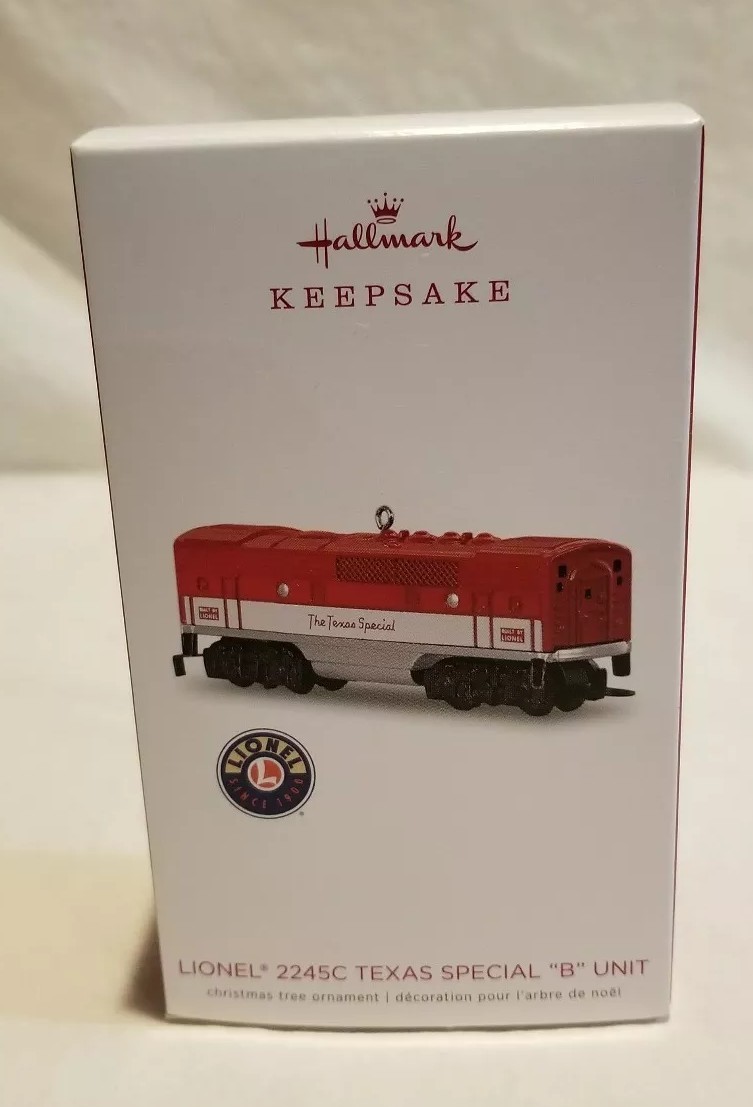 Hallmark
KEEPSAKE
The Texas Special
BUILT BY
LIONEL
BUILT BY
LIONEL
LIONEL
L
SINCE 1900
LIONEL® 2245C TEXAS SPECIAL "B" UNIT
christmas tree ornament | décoration pour l'arbre de noël